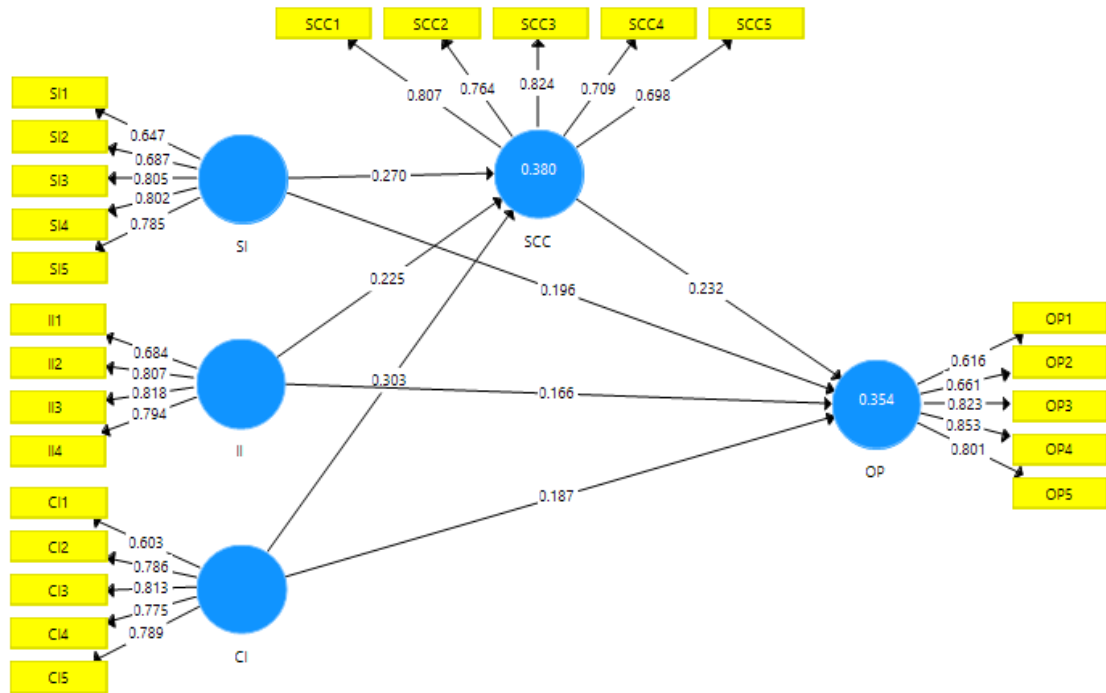 SCC1 SCC2 SCC3 SCC4 SCC5
0.807 0.764 0.824 0.709 0.698
SI1
SI2
SI3
SI4
SI5
0.647
0.687
0.805
0.802
0.785
SI
0.270
0.380
SCC
0.225
0.196
0.232
II1
II2
II3
II4
0.684
0.807
0.818
0.794
II
0.303
0.166
0.354
OP
OP1
OP2
OP3
OP4
OP5
0.616
0.661
0.823
0.853
0.801
CI1
CI2
CI3
CI4
CI5
0.603
0.786
0.813
0.775
0.789
CI
0.187